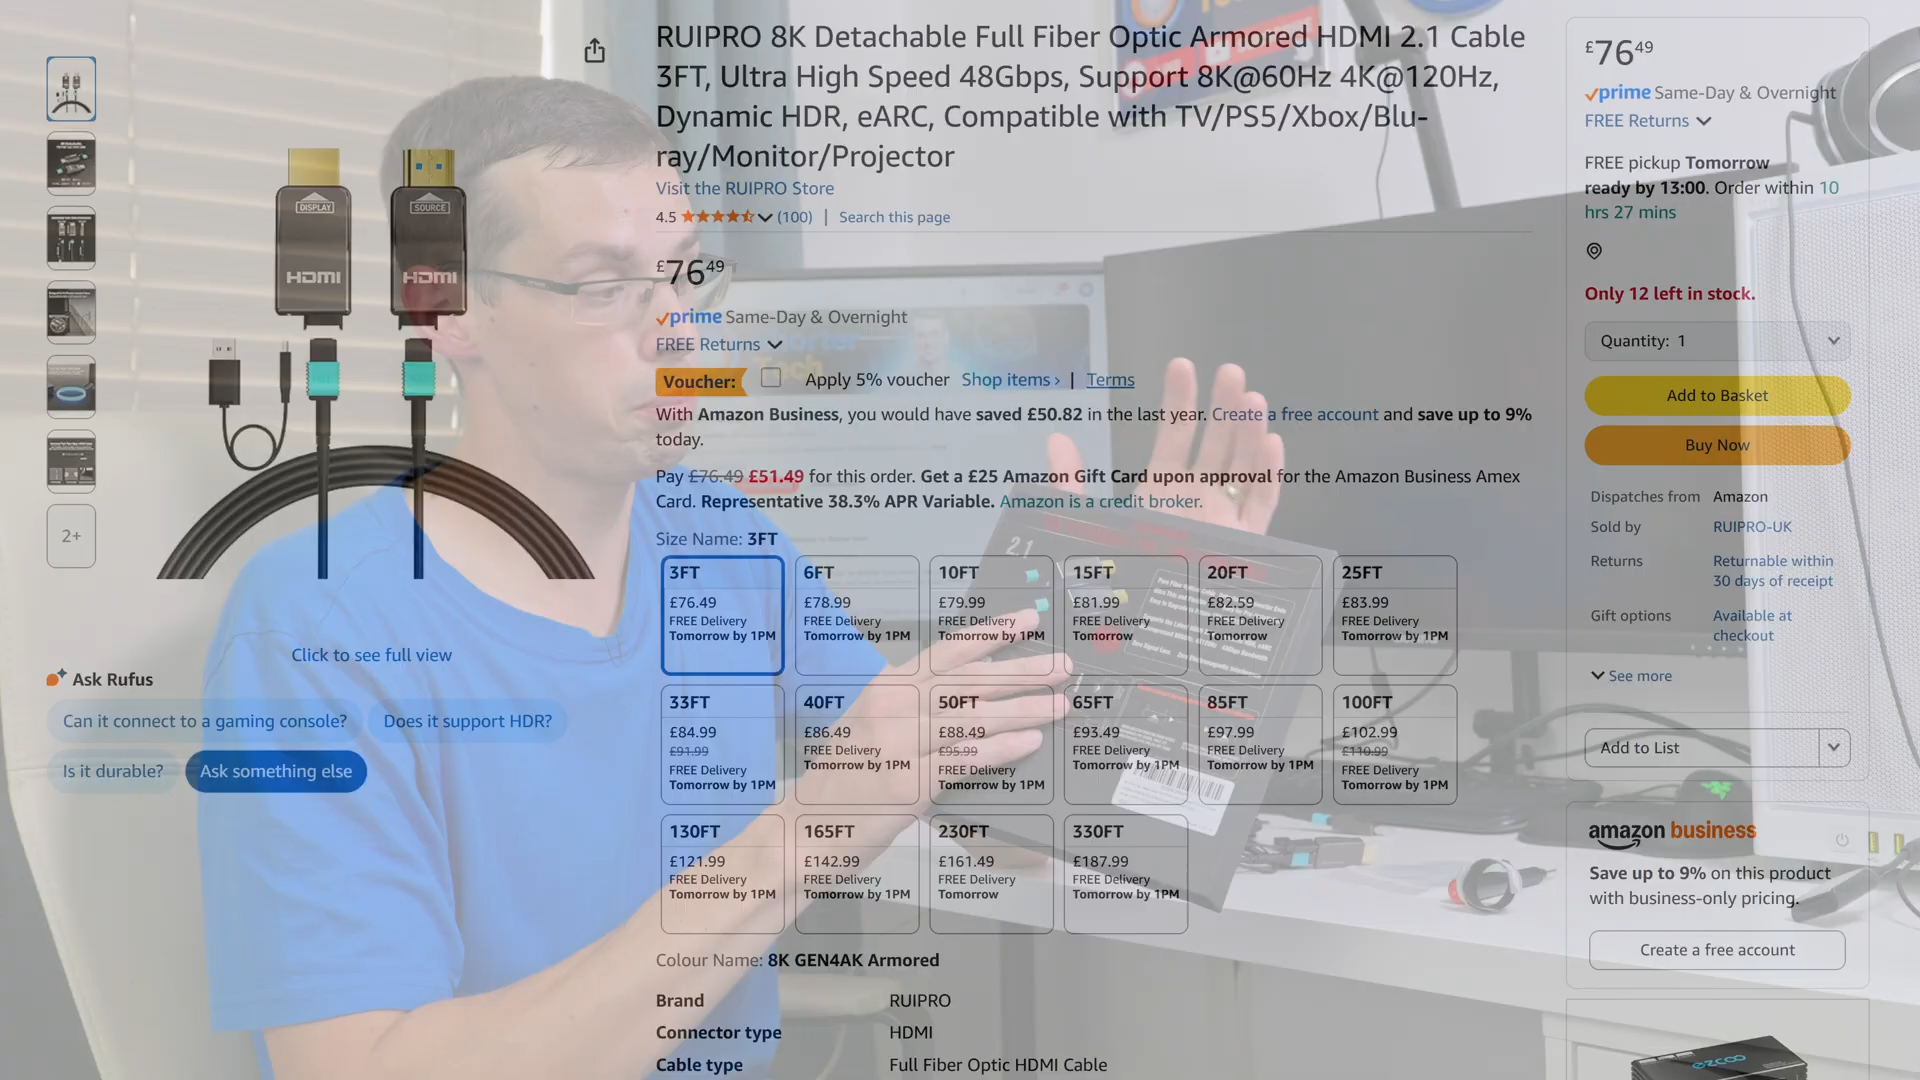 RUIPRO 8K Detachable Full Fiber Optic Armored HDMI 2.1 Cable
3FT, Ultra High Speed 48Gbps, Support 8K@60Hz 4K@120Hz,
Dynamic HDR, eARC, Compatible with TV/PS5/Xbox/Blu-
ray/Monitor/Projector
Visit the RUIPRO Store
4.5 (100) | Search this page
£76.49
prime Same-Day & Overnight
FREE Returns
Voucher: Apply 5% voucher Shop items › | Terms
With Amazon Business, you would have saved £50.82 in the last year. Create a free account and save up to 9%
today.
Pay £76.49 £51.49 for this order. Get a £25 Amazon Gift Card upon approval for the Amazon Business Amex
Card. Representative 38.3% APR Variable. Amazon is a credit broker.
Size Name: 3FT
3FT
£76.49
FREE Delivery
Tomorrow by 1PM
6FT
£78.99
FREE Delivery
Tomorrow by 1PM
10FT
£79.99
FREE Delivery
Tomorrow by 1PM
15FT
£81.99
FREE Delivery
Tomorrow
20FT
£82.59
FREE Delivery
Tomorrow
25FT
£83.99
FREE Delivery
Tomorrow by 1PM
33FT
£84.99
£91.99
FREE Delivery
Tomorrow by 1PM
40FT
£86.49
FREE Delivery
Tomorrow by 1PM
50FT
£88.49
£95.99
FREE Delivery
Tomorrow by 1PM
65FT
£93.49
FREE Delivery
Tomorrow by 1PM
85FT
£97.99
FREE Delivery
Tomorrow by 1PM
100FT
£102.99
£110.99
FREE Delivery
Tomorrow by 1PM
130FT
£121.99
FREE Delivery
Tomorrow by 1PM
165FT
£142.99
FREE Delivery
Tomorrow by 1PM
230FT
£161.49
FREE Delivery
Tomorrow
330FT
£187.99
FREE Delivery
Tomorrow by 1PM
Colour Name: 8K GEN4AK Armored
Brand RUIPRO
Connector type HDMI
Cable type Full Fiber Optic HDMI Cable
DISPLAY
HDMI
SOURCE
HDMI
2+
Click to see full view
Ask Rufus
Can it connect to a gaming console?
Does it support HDR?
Is it durable?
Ask something else
2.1
£76.49
prime Same-Day & Overnight
FREE Returns
FREE pickup Tomorrow
ready by 13:00. Order within 10
hrs 27 mins
Only 12 left in stock.
Quantity: 1
Add to Basket
Buy Now
Dispatches from Amazon
Sold by RUIPRO-UK
Returns Returnable within
30 days of receipt
Gift options Available at
checkout
See more
Add to List
amazon business
Save up to 9% on this product
with business-only pricing.
Create a free account
ezcoo